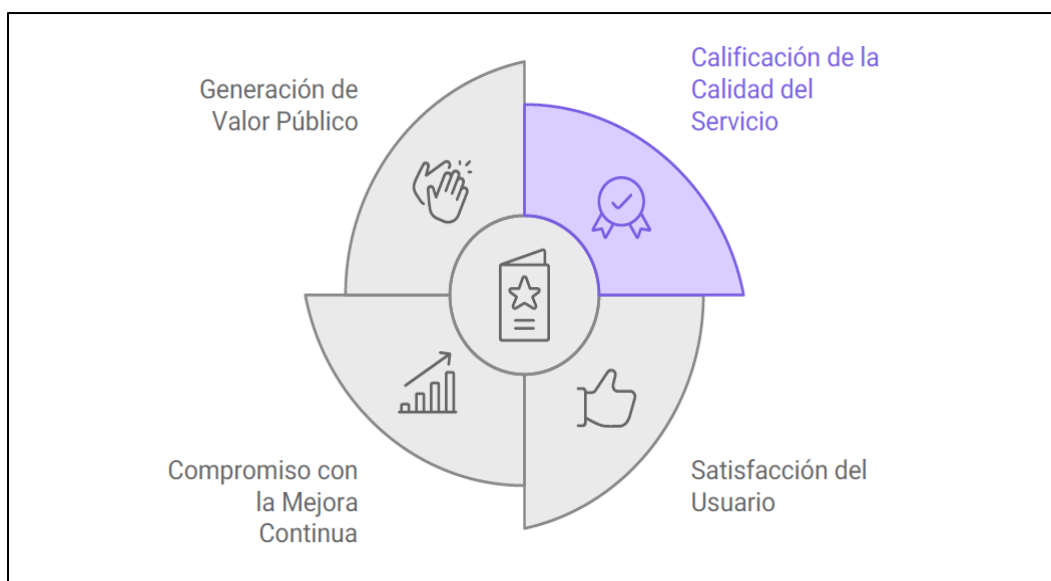 Generación de
Valor Público
Calificación de la
Calidad del
Servicio
Compromiso con
la Mejora
Continua
Satisfacción del
Usuario